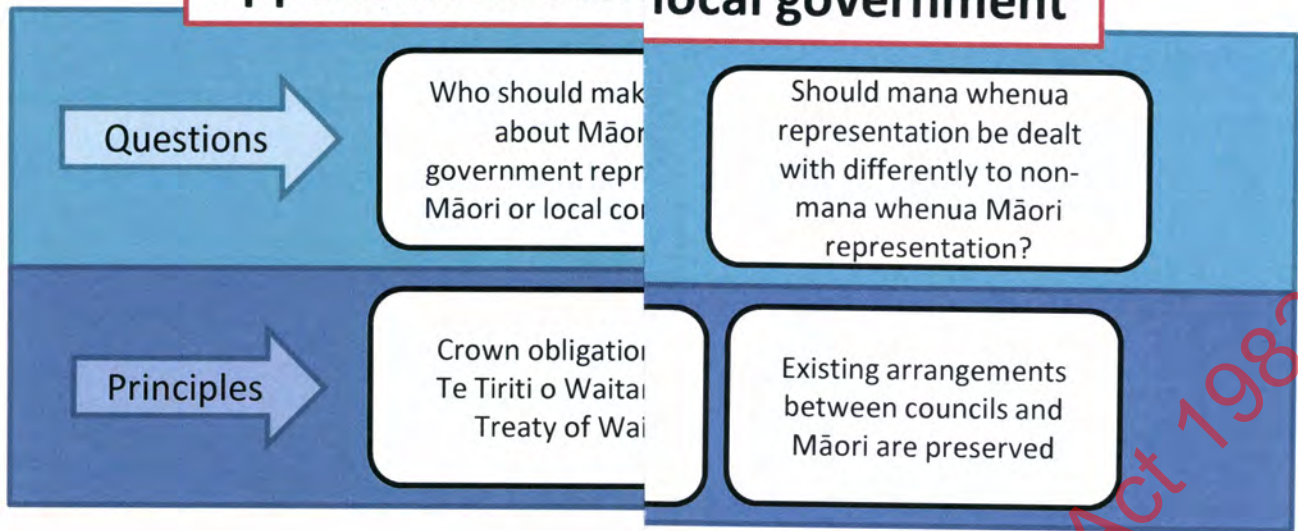 local government
Questions
Who should mak
about Māor
government repr
Māori or local co
Should mana whenua
representation be dealt
with differently to non-
mana whenua Māori
representation?
Principles
Crown obligatio
Te Tiriti o Waita
Treaty of Wai
Existing arrangements
between councils and
Māori are preserved
Act 198